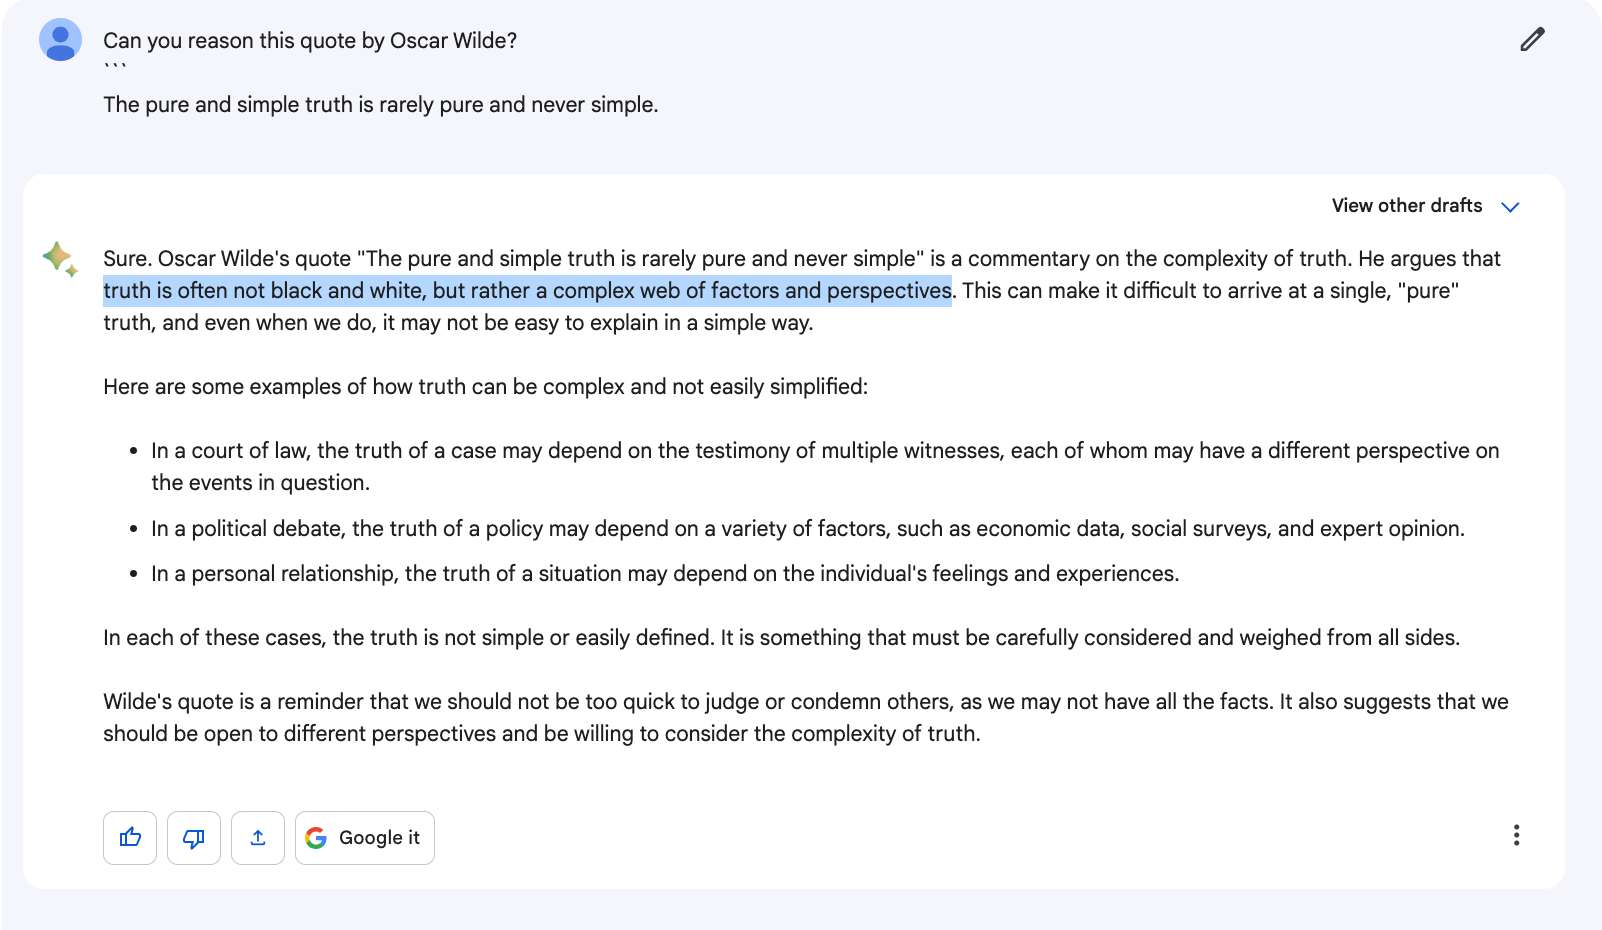 Can you reason this quote by Oscar Wilde?
```
The pure and simple truth is rarely pure and never simple.
View other drafts
Sure. Oscar Wilde's quote "The pure and simple truth is rarely pure and never simple" is a commentary on the complexity of truth. He argues that
truth is often not black and white, but rather a complex web of factors and perspectives. This can make it difficult to arrive at a single, "pure"
truth, and even when we do, it may not be easy to explain in a simple way.
Here are some examples of how truth can be complex and not easily simplified:
• In a court of law, the truth of a case may depend on the testimony of multiple witnesses, each of whom may have a different perspective on
the events in question.
• In a political debate, the truth of a policy may depend on a variety of factors, such as economic data, social surveys, and expert opinion.
• In a personal relationship, the truth of a situation may depend on the individual's feelings and experiences.
In each of these cases, the truth is not simple or easily defined. It is something that must be carefully considered and weighed from all sides.
Wilde's quote is a reminder that we should not be too quick to judge or condemn others, as we may not have all the facts. It also suggests that we
should be open to different perspectives and be willing to consider the complexity of truth.
Google it